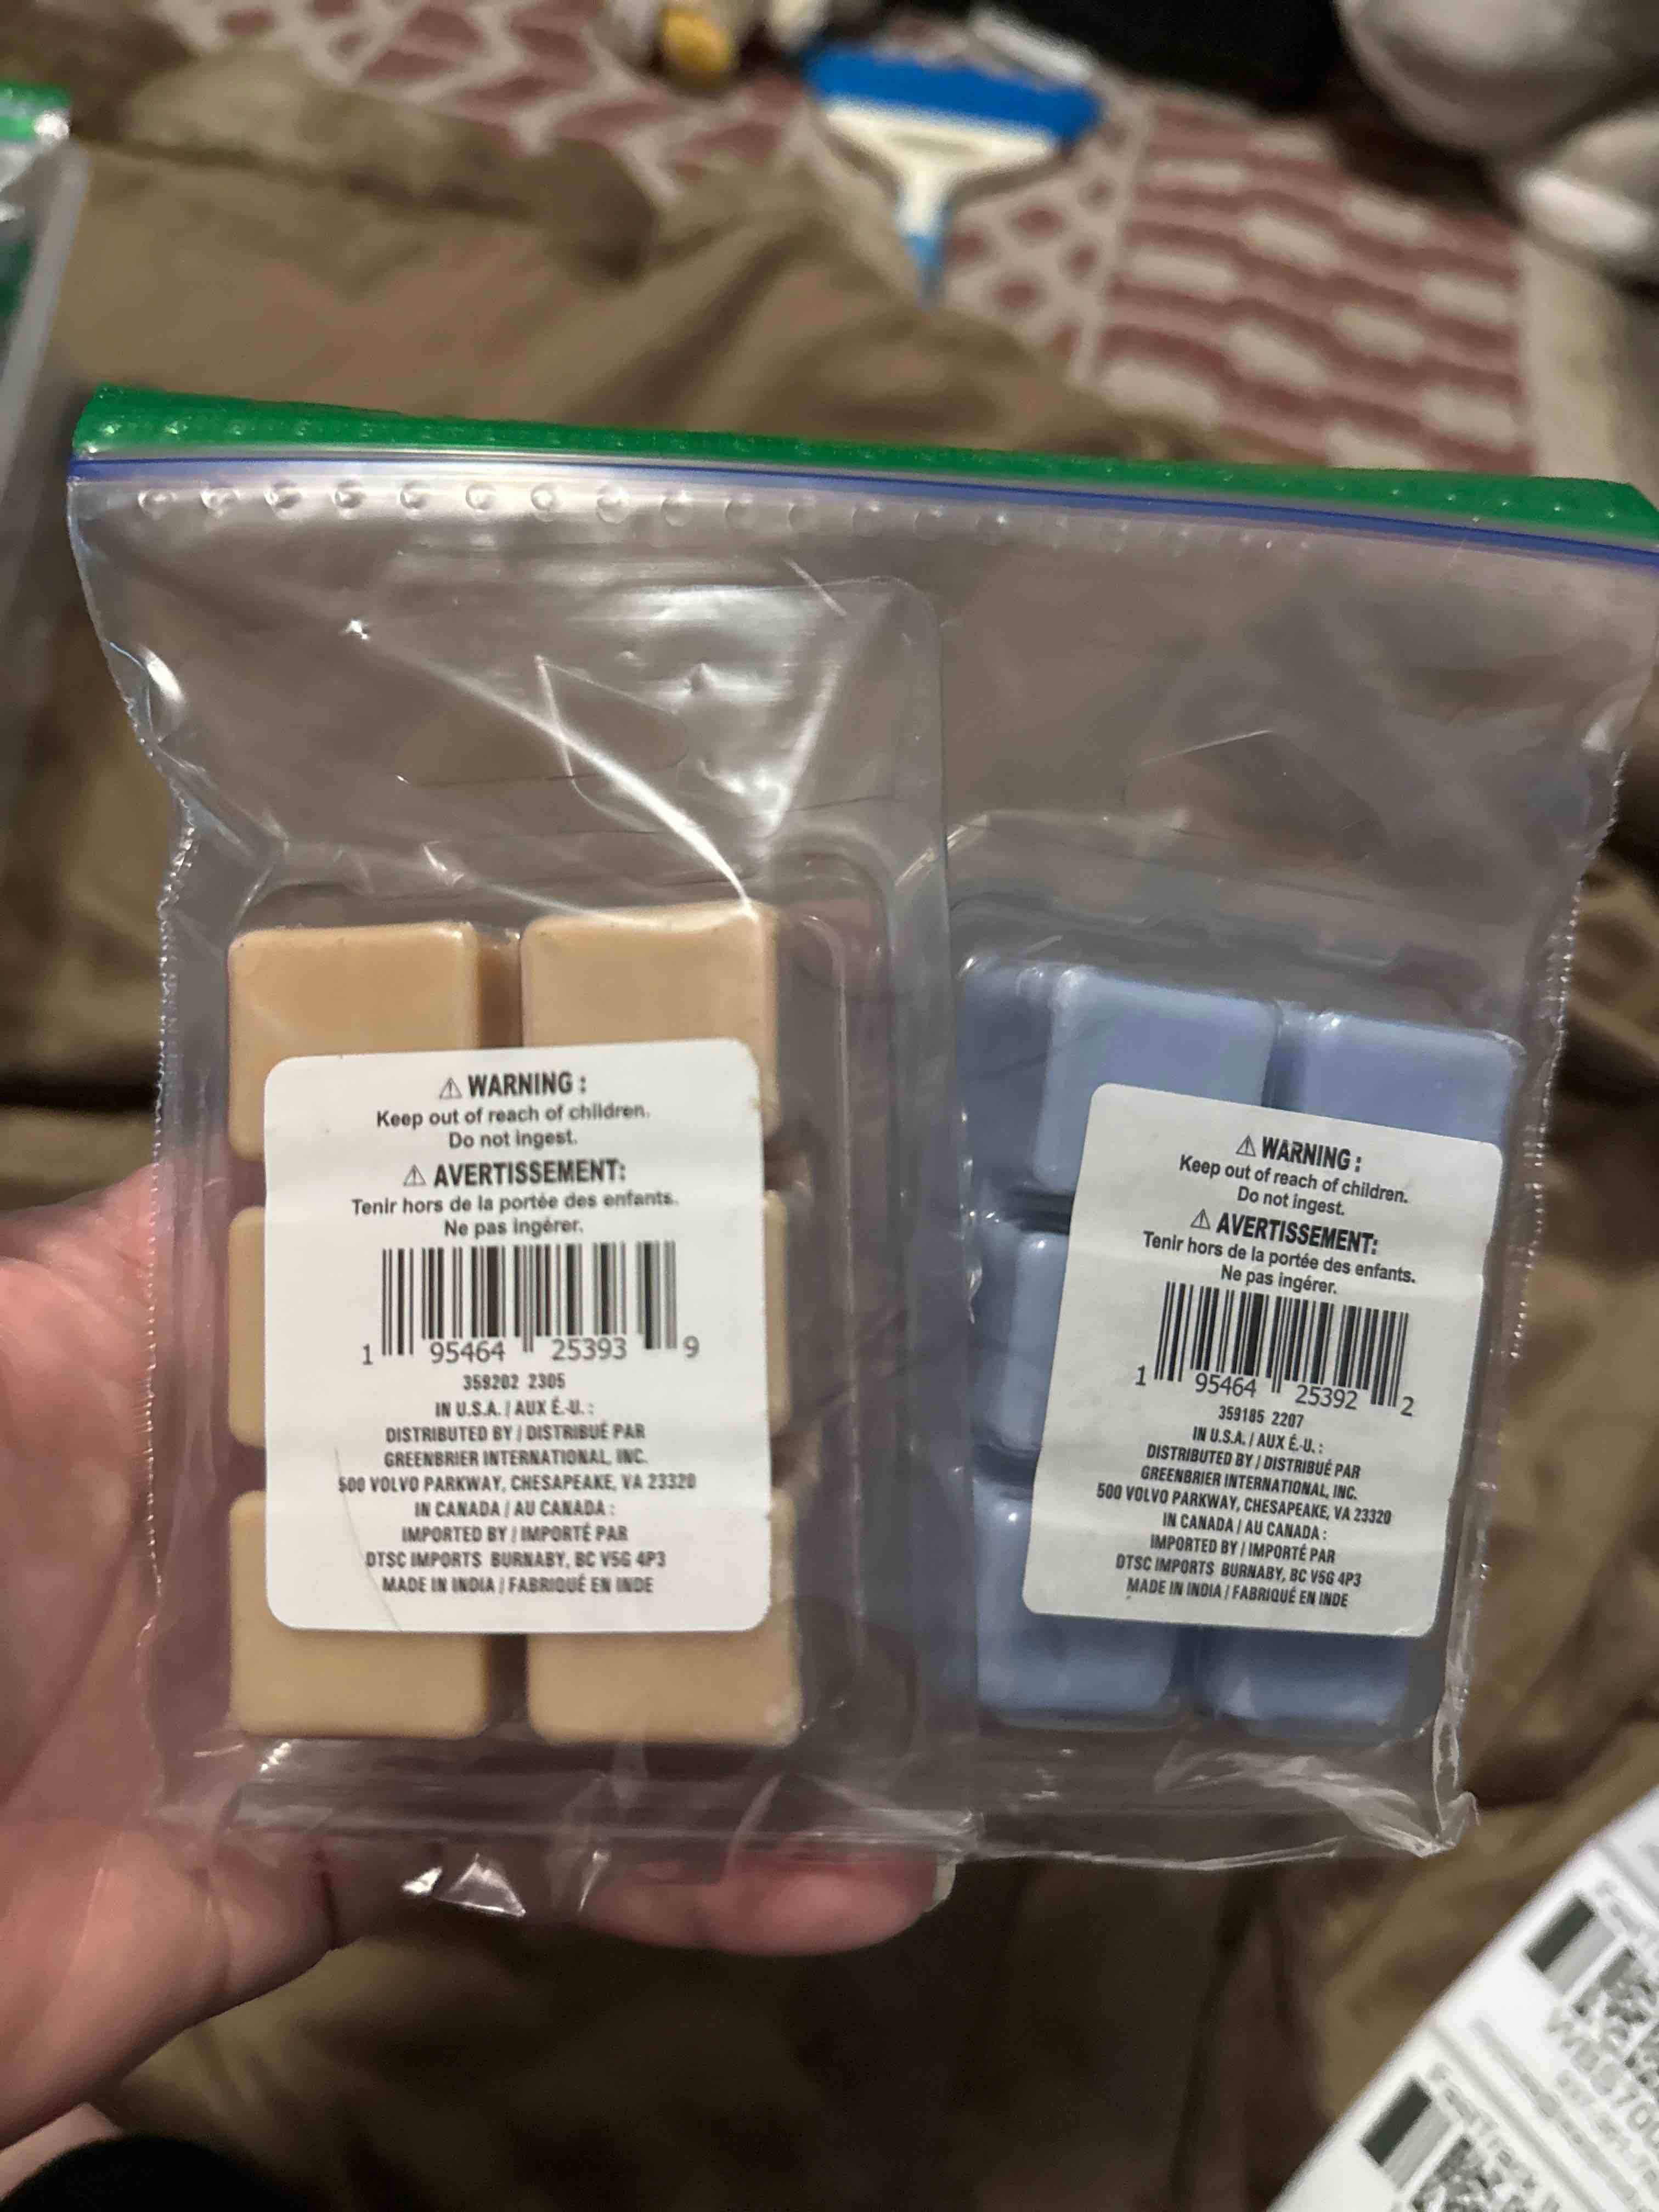 ⚠ WARNING :
Keep out of reach of children.
Do not ingest.
⚠ AVERTISSEMENT:
Tenir hors de la portée des enfants.
Ne pas ingérer.
1 95464 25393 9
359202 2305
IN U.S.A. / AUX É.-U. :
DISTRIBUTED BY / DISTRIBUÉ PAR
GREENBRIER INTERNATIONAL, INC.
500 VOLVO PARKWAY, CHESAPEAKE, VA 23320
IN CANADA / AU CANADA :
IMPORTED BY / IMPORTÉ PAR
DTSC IMPORTS BURNABY, BC V5G 4P3
MADE IN INDIA / FABRIQUÉ EN INDE
⚠ WARNING :
Keep out of reach of children.
Do not ingest.
⚠ AVERTISSEMENT:
Tenir hors de la portée des enfants.
Ne pas ingérer.
1 95464 25392 2
359185 2207
IN U.S.A. / AUX É.-U. :
DISTRIBUTED BY / DISTRIBUÉ PAR
GREENBRIER INTERNATIONAL, INC.
500 VOLVO PARKWAY, CHESAPEAKE, VA 23320
IN CANADA / AU CANADA :
IMPORTED BY / IMPORTÉ PAR
DTSC IMPORTS BURNABY, BC V5G 4P3
MADE IN INDIA / FABRIQUÉ EN INDE